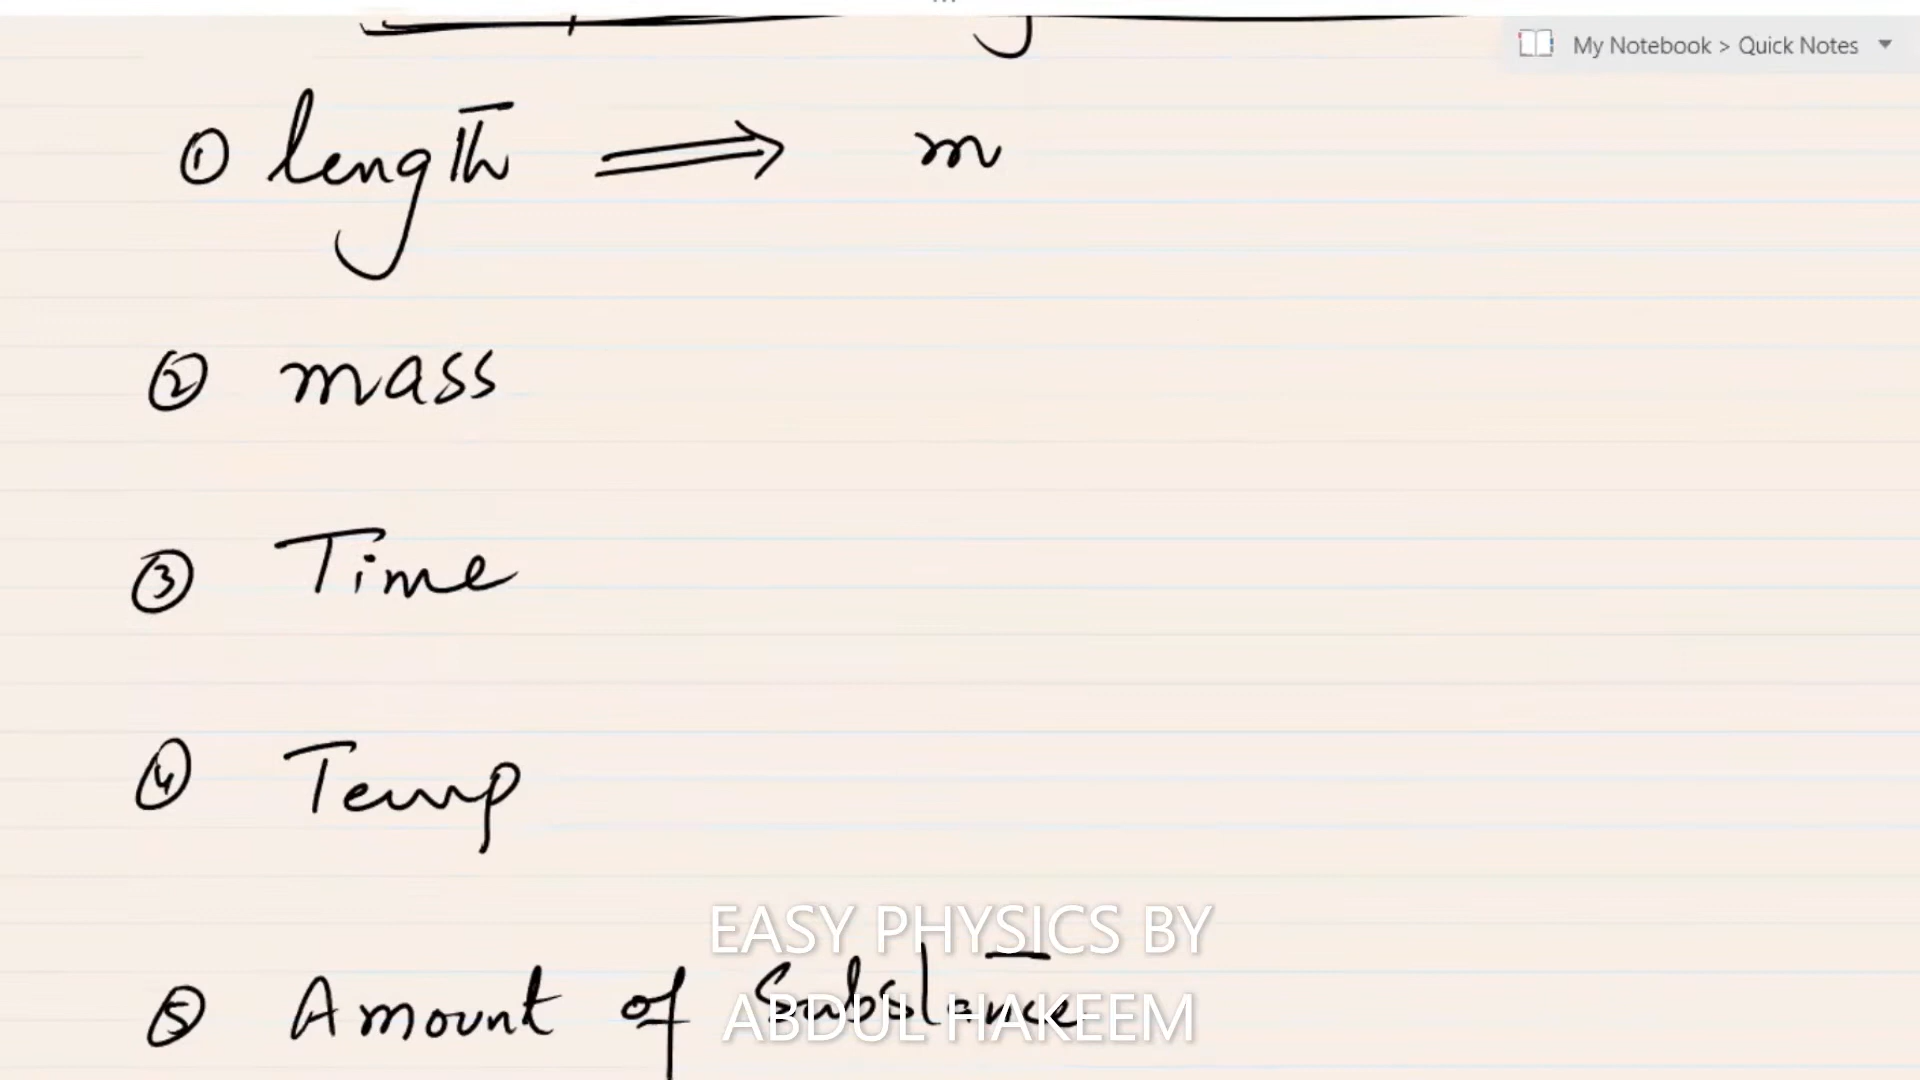 My Notebook > Quick Notes
① length ⟹ m
② mass
③ Time
④ Temp
⑤ Amount of Substance
EASY PHYSICS BY
ABDUL HAKEEM